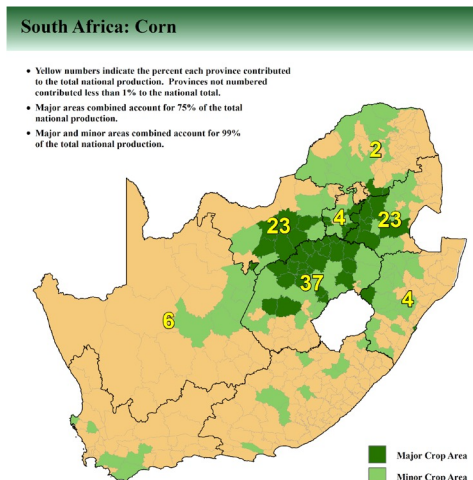 South Africa: Corn
• Yellow numbers indicate the percent each province contributed
to the total national production. Provinces not numbered
contributed less than 1% to the national total.
• Major areas combined account for 75% of the total
national production.
• Major and minor areas combined account for 99%
of the total national production.
2
23
4
23
37
4
6
Major Crop Area
Minor Crop Area